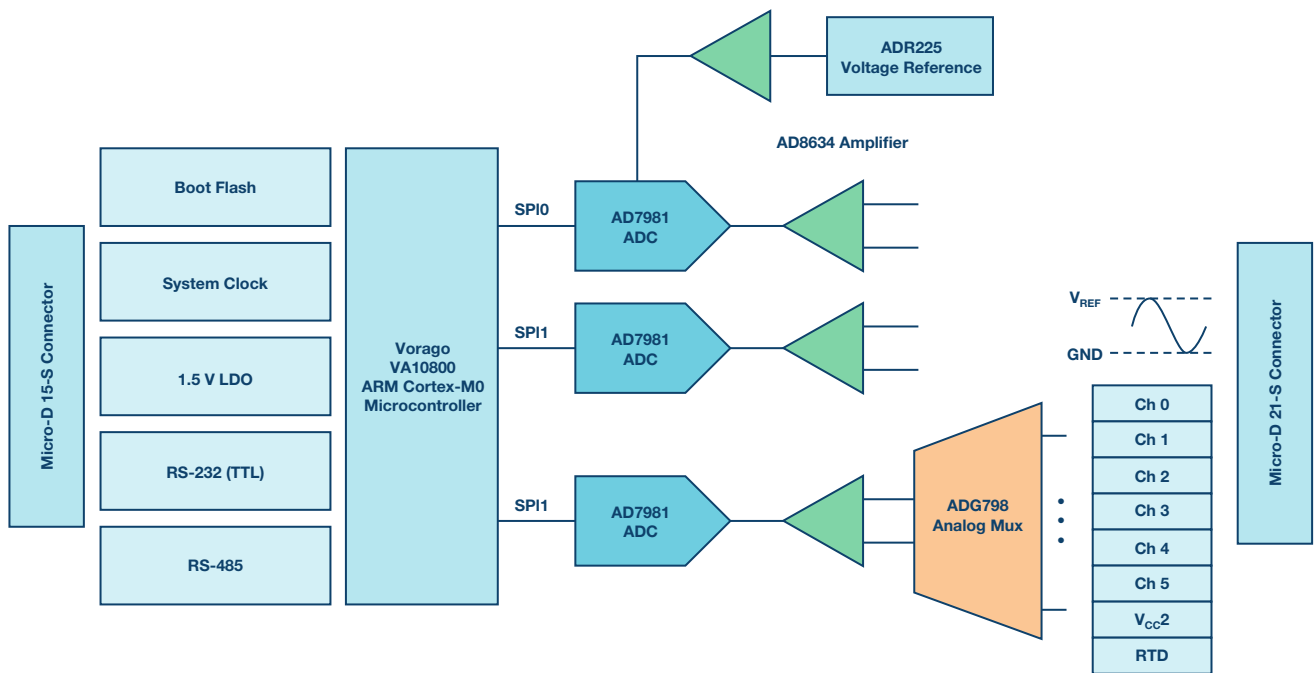 ADR225
Voltage Reference
AD8634 Amplifier
Micro-D 15-S Connector
Boot Flash
System Clock
1.5 V LDO
RS-232 (TTL)
RS-485
Vorago
VA10800
ARM Cortex-M0
Microcontroller
SPI0
AD7981
ADC
SPI1
AD7981
ADC
SPI1
AD7981
ADC
ADG798
Analog Mux
VREF
GND
Ch 0
Ch 1
Ch 2
Ch 3
Ch 4
Ch 5
VCC2
RTD
Micro-D 21-S Connector